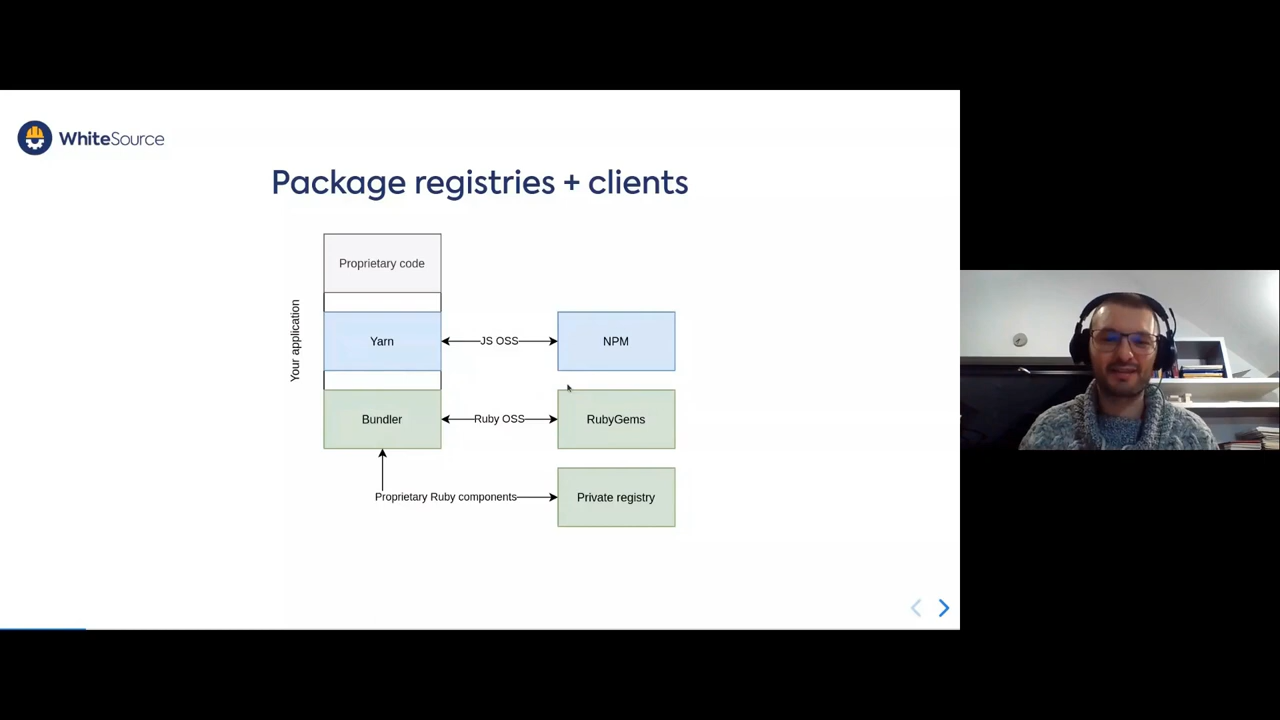 WhiteSource
Package registries + clients
Proprietary code
Your application
Yarn
JS OSS
NPM
Bundler
Ruby OSS
RubyGems
Proprietary Ruby components
Private registry